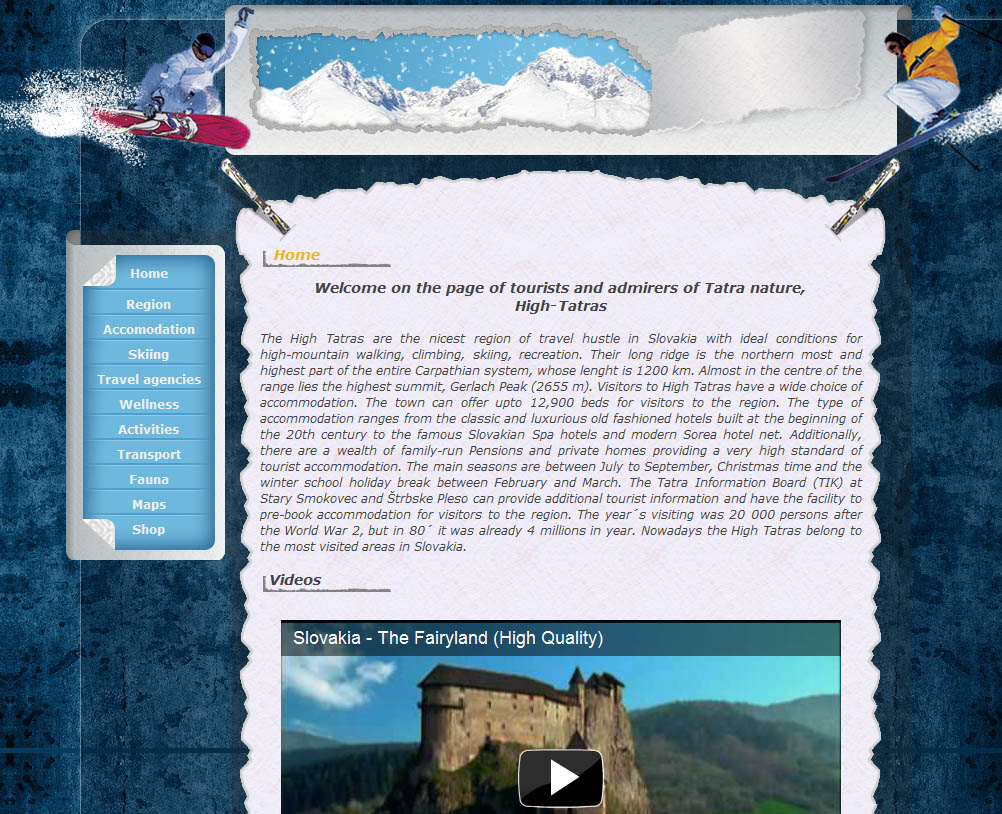 Home
Region
Accomodation
Skiing
Travel agencies
Wellness
Activities
Transport
Fauna
Maps
Shop
Home
Welcome on the page of tourists and admirers of Tatra nature,
High-Tatras
The High Tatras are the nicest region of travel hustle in Slovakia with ideal conditions for
high-mountain walking, climbing, skiing, recreation. Their long ridge is the northern most and
highest part of the entire Carpathian system, whose lenght is 1200 km. Almost in the centre of the
range lies the highest summit, Gerlach Peak (2655 m). Visitors to High Tatras have a wide choice of
accommodation. The town can offer upto 12,900 beds for visitors to the region. The type of
accommodation ranges from the classic and luxurious old fashioned hotels built at the beginning of
the 20th century to the famous Slovakian Spa hotels and modern Sorea hotel net. Additionally,
there are a wealth of family-run Pensions and private homes providing a very high standard of
tourist accommodation. The main seasons are between July to September, Christmas time and the
winter school holiday break between February and March. The Tatra Information Board (TIK) at
Stary Smokovec and Štrbske Pleso can provide additional tourist information and have the facility to
pre-book accommodation for visitors to the region. The year´s visiting was 20 000 persons after
the World War 2, but in 80´ it was already 4 millions in year. Nowadays the High Tatras belong to
the most visited areas in Slovakia.
Videos
Slovakia - The Fairyland (High Quality)